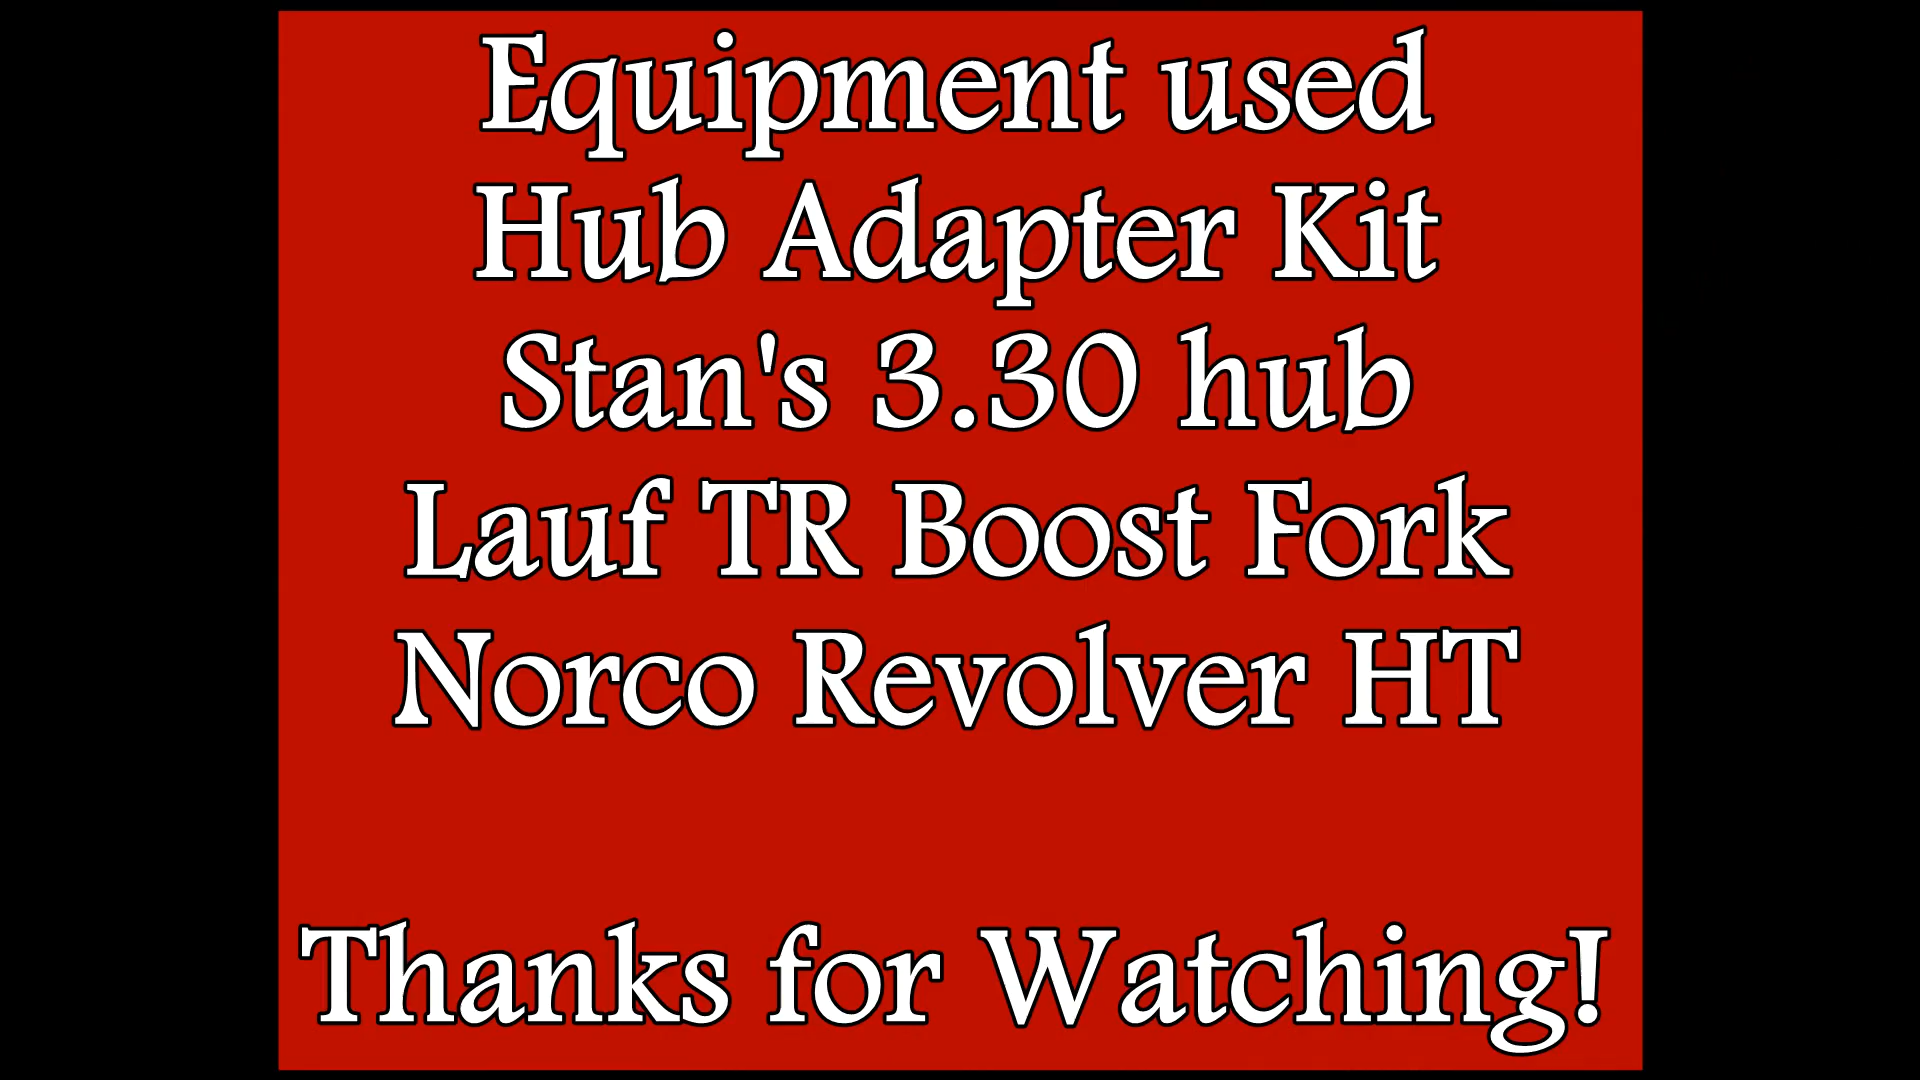 Equipment used
Hub Adapter Kit
Stan's 3.30 hub
Lauf TR Boost Fork
Norco Revolver HT
Thanks for Watching!